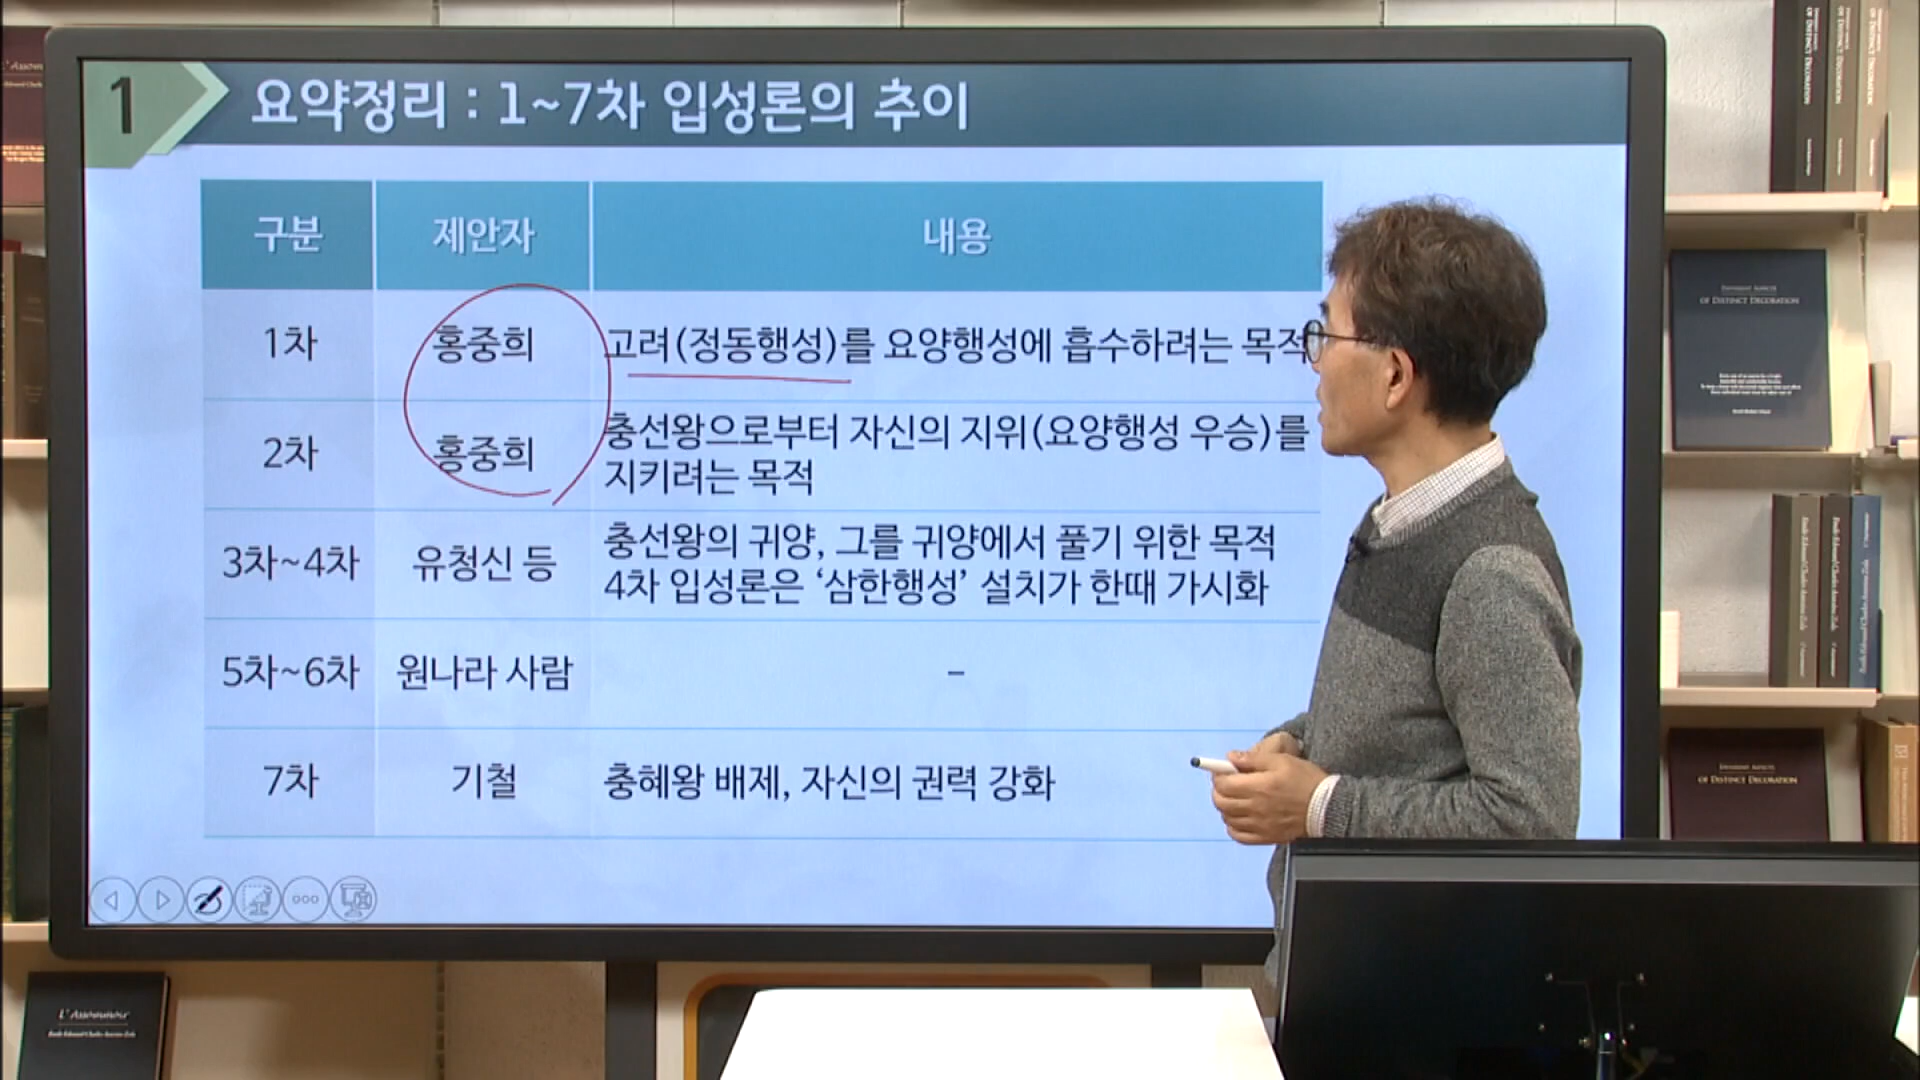 1
요약정리 : 1~7차 입성론의 추이
구분 제안자 내용
1차 홍중희 고려(정동행성)를 요양행성에 흡수하려는 목적
2차 홍중희 충선왕으로부터 자신의 지위(요양행성 우승)를
지키려는 목적
3차~4차 유청신 등 충선왕의 귀양, 그를 귀양에서 풀기 위한 목적
4차 입성론은 ‘삼한행성’ 설치가 한때 가시화
5차~6차 원나라 사람 –
7차 기철 충혜왕 배제, 자신의 권력 강화
OF DISTINCT DECORATION
OF DISTINCT DECORATION
L' Assommoir